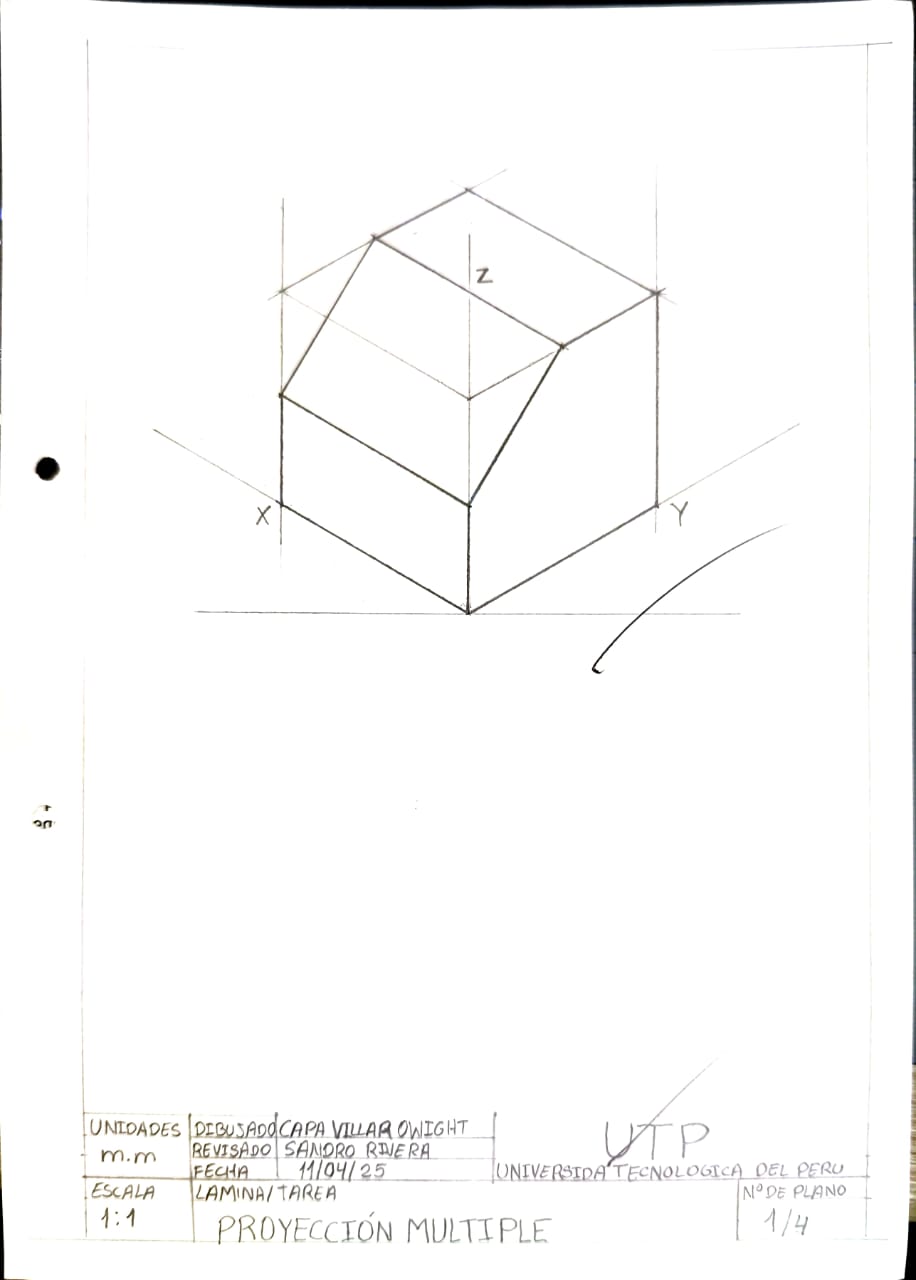 Z
X
Y
UNIDADES
m.m
DIBUJADO CAPA VILLAR OWIGHT
REVISADO SANDRO RIVERA
FECHA 11/04/25
UTP
UNIVERSIDA TECNOLOGICA DEL PERU
ESCALA
1:1
LAMINA/TAREA
PROYECCIÓN MULTIPLE
Nº DE PLANO
1/4